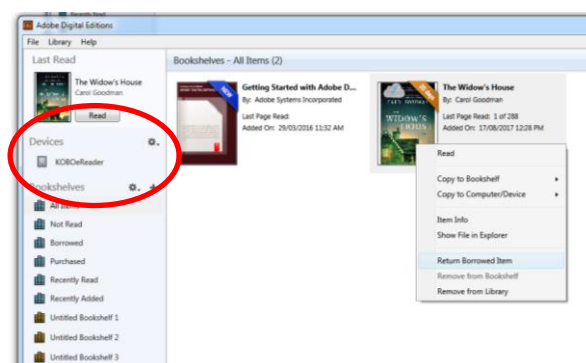 Adobe Digital Editions
File Library Help
Last Read
The Widow's House
Carol Goodman
Read
Devices
KOBOeReader
Bookshelves
All Items
Not Read
Borrowed
Purchased
Recently Read
Recently Added
Untitled Bookshelf 1
Untitled Bookshelf 2
Untitled Bookshelf 3
Bookshelves - All Items (2)
NEW
Getting Started with Adobe D...
By: Adobe Systems Incorporated
Last Page Read:
Added On: 29/03/2016 11:32 AM
CAROL GOODMAN
WIDOW'S
HOUSE
The Widow's House
By: Carol Goodman
Last Page Read: 1 of 288
Added On: 17/08/2017 12:28 PM
Read
Copy to Bookshelf
Copy to Computer/Device
Item Info
Show File in Explorer
Return Borrowed Item
Remove from Bookshelf
Remove from Library